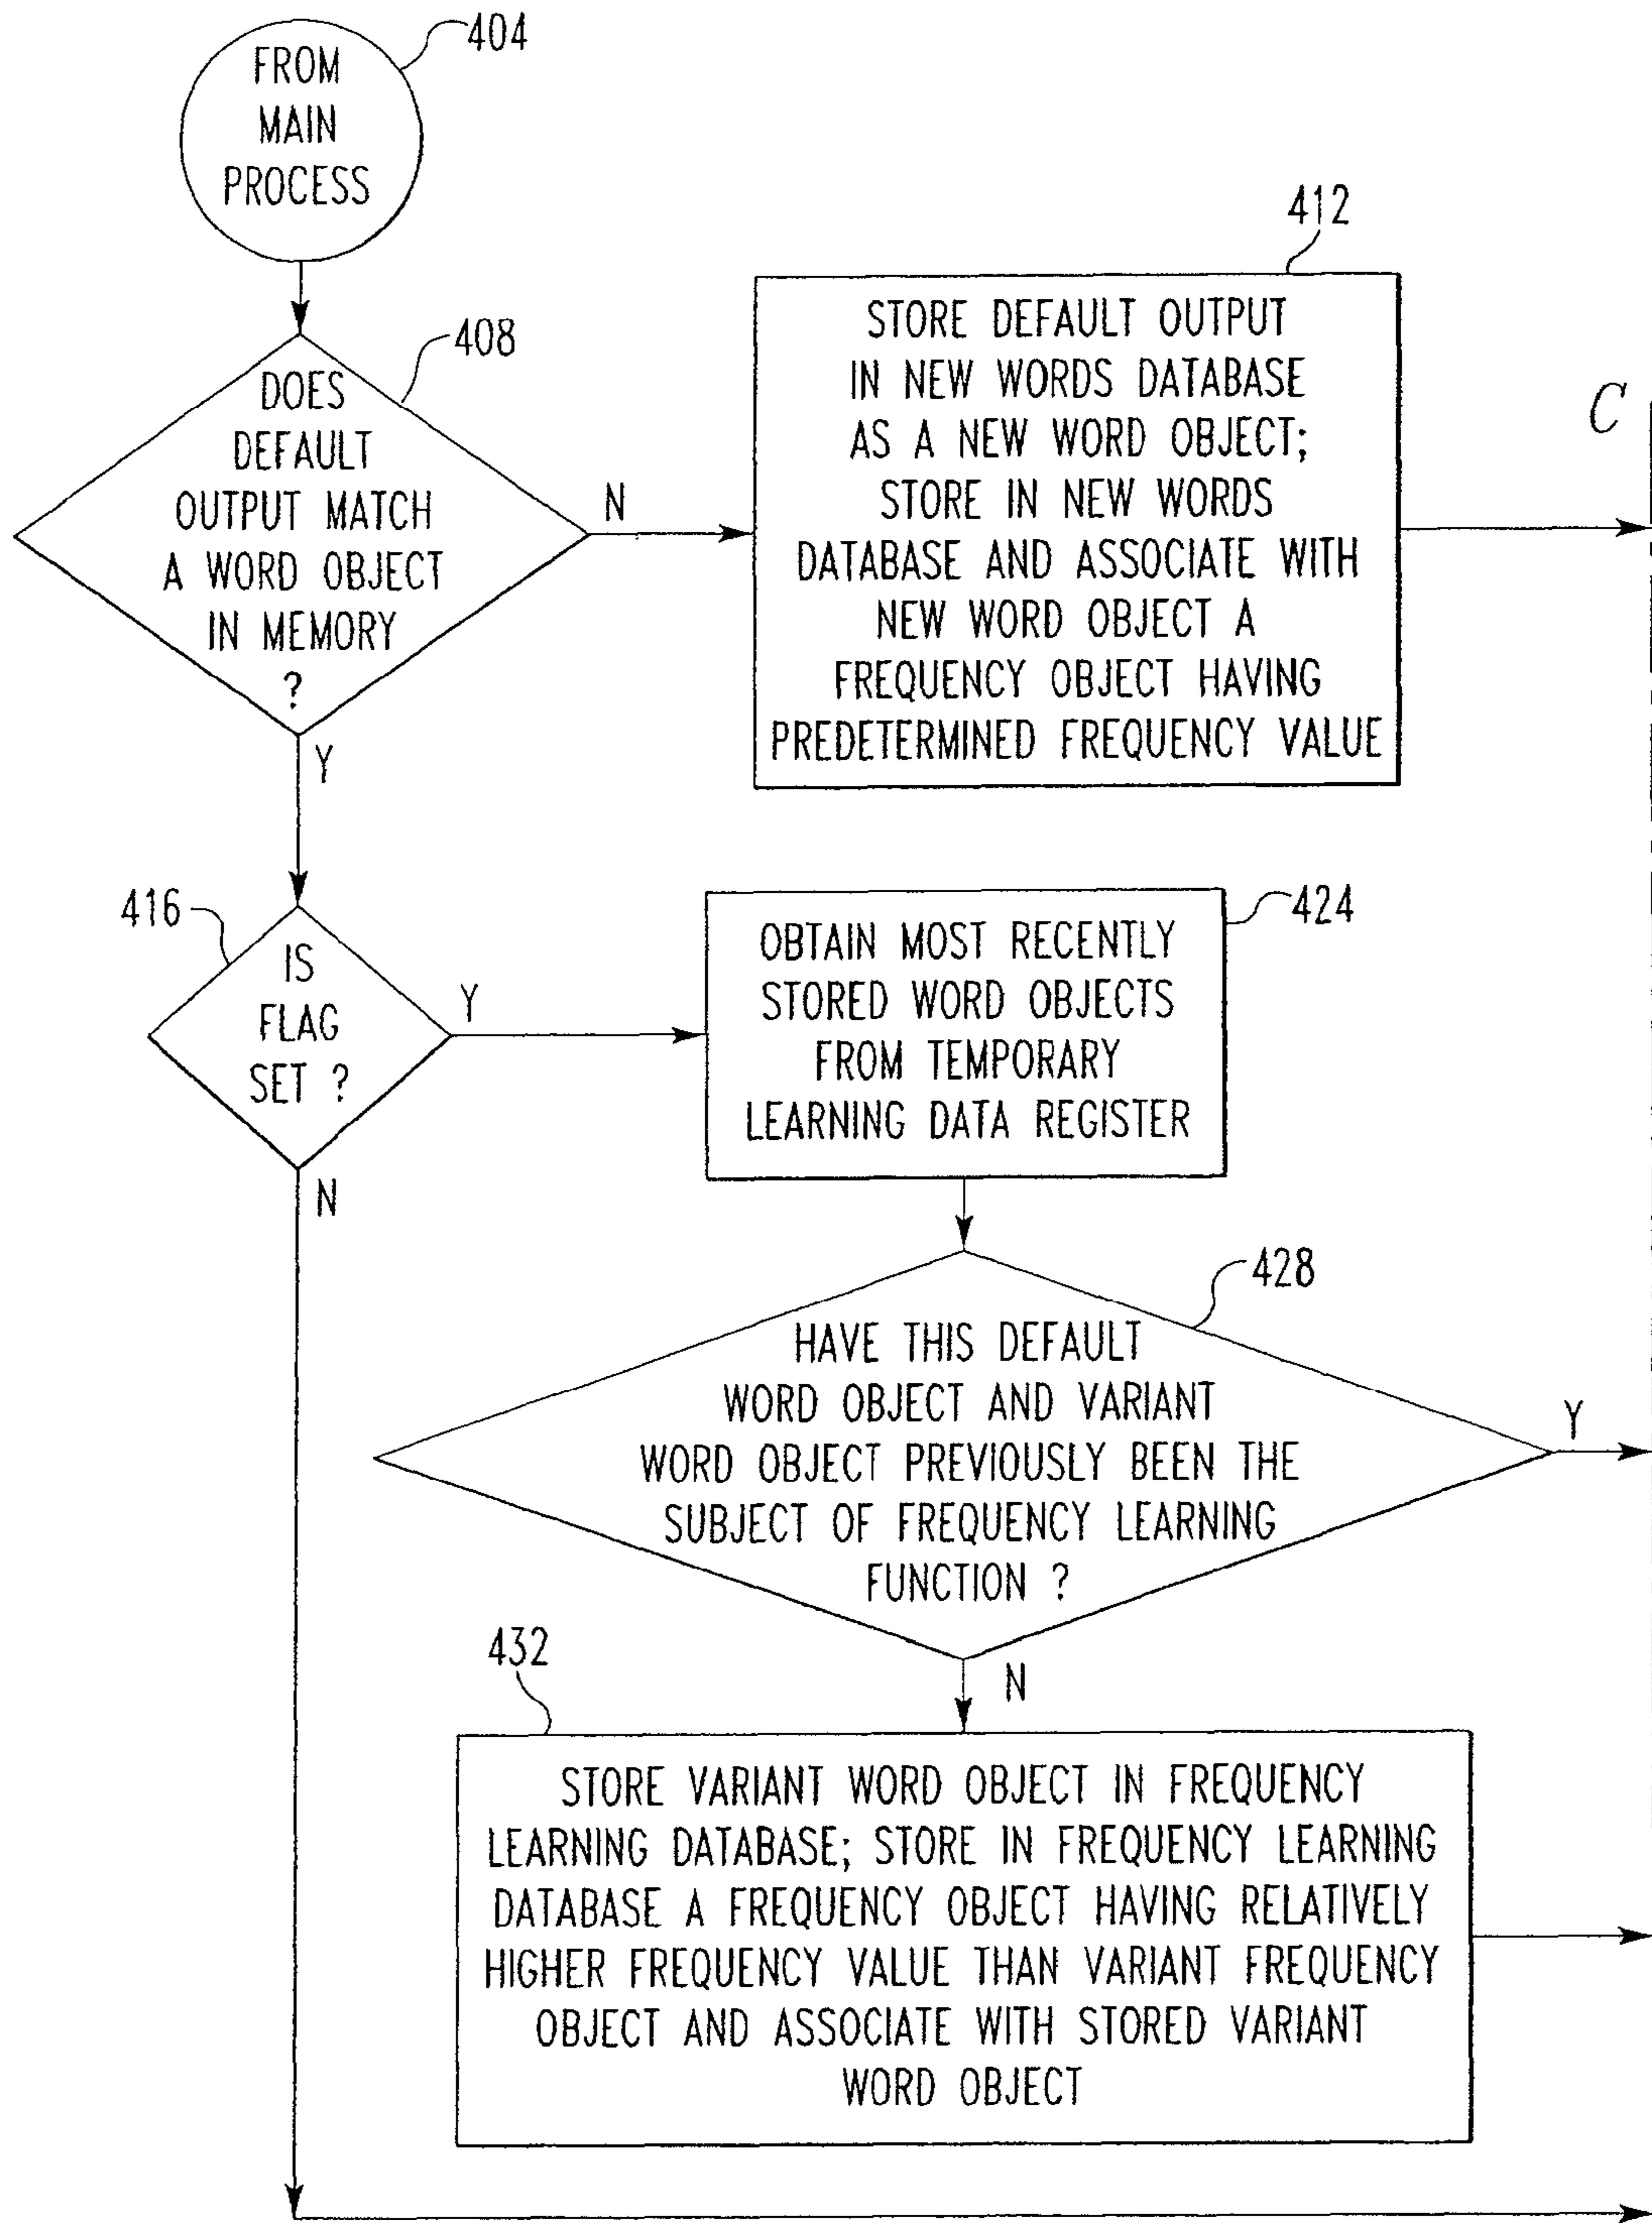 404
FROM
MAIN
PROCESS
408
DOES
DEFAULT
OUTPUT MATCH
A WORD OBJECT
IN MEMORY
?
N
Y
412
STORE DEFAULT OUTPUT
IN NEW WORDS DATABASE
AS A NEW WORD OBJECT;
STORE IN NEW WORDS
DATABASE AND ASSOCIATE WITH
NEW WORD OBJECT A
FREQUENCY OBJECT HAVING
PREDETERMINED FREQUENCY VALUE
C
416
IS
FLAG
SET ?
Y
N
424
OBTAIN MOST RECENTLY
STORED WORD OBJECTS
FROM TEMPORARY
LEARNING DATA REGISTER
428
HAVE THIS DEFAULT
WORD OBJECT AND VARIANT
WORD OBJECT PREVIOUSLY BEEN THE
SUBJECT OF FREQUENCY LEARNING
FUNCTION ?
Y
N
432
STORE VARIANT WORD OBJECT IN FREQUENCY
LEARNING DATABASE; STORE IN FREQUENCY LEARNING
DATABASE A FREQUENCY OBJECT HAVING RELATIVELY
HIGHER FREQUENCY VALUE THAN VARIANT FREQUENCY
OBJECT AND ASSOCIATE WITH STORED VARIANT
WORD OBJECT